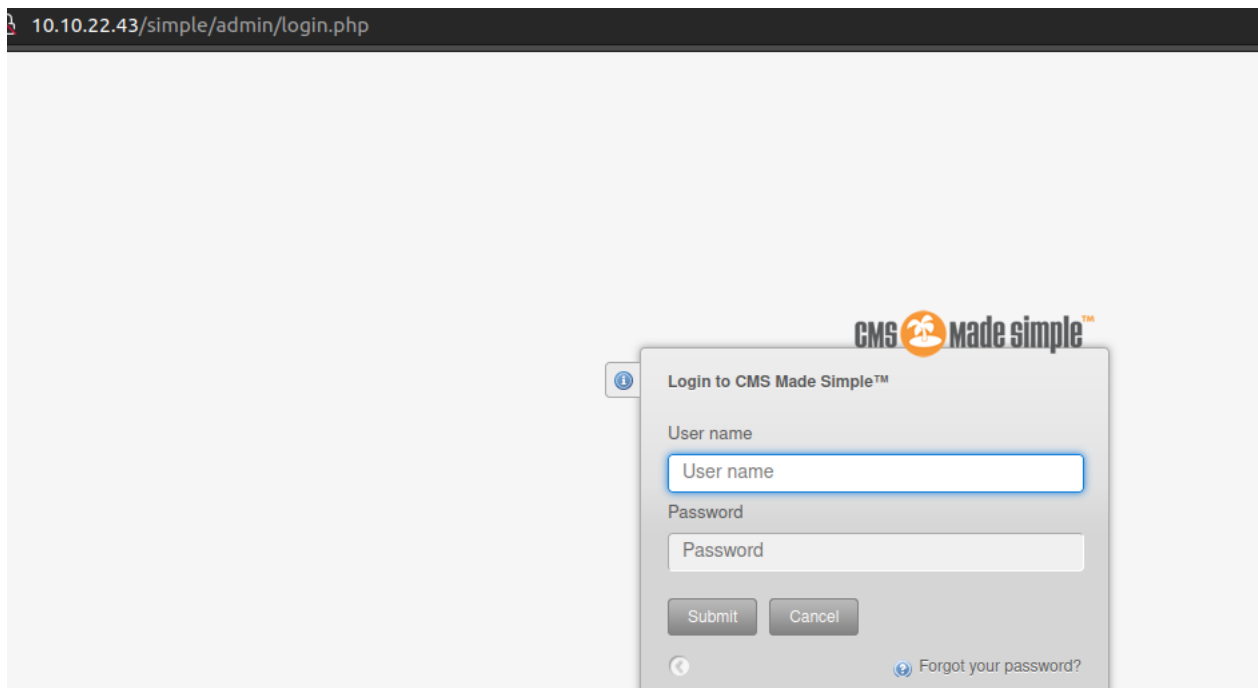 10.10.22.43/simple/admin/login.php
CMS Made simple™
Login to CMS Made Simple™
User name
User name
Password
Password
Submit Cancel
Forgot your password?